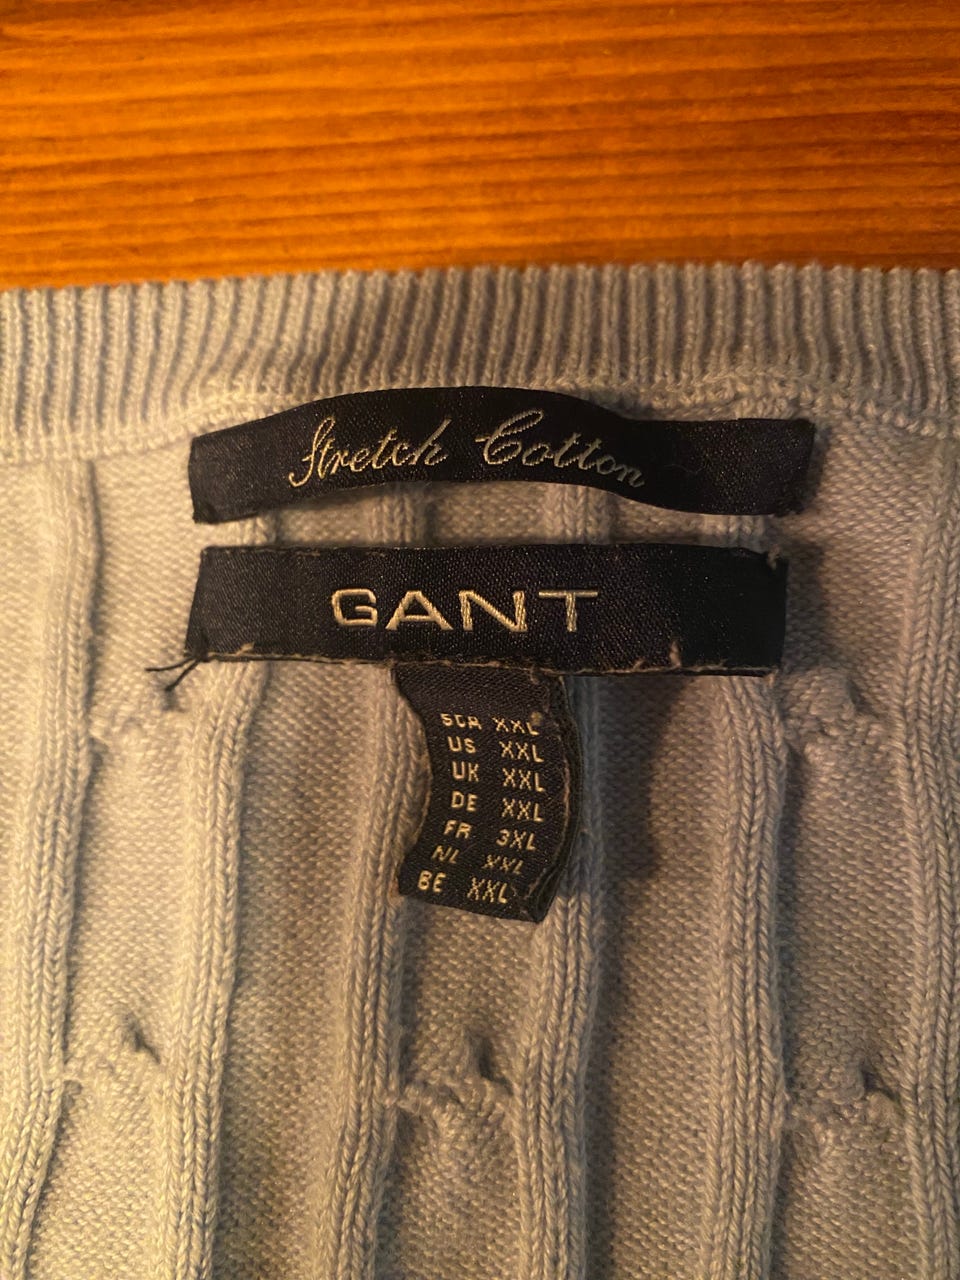 Stretch Cotton
GANT
SCA XXL
US XXL
UK XXL
DE XXL
FR 3XL
NL XXL
BE XXL